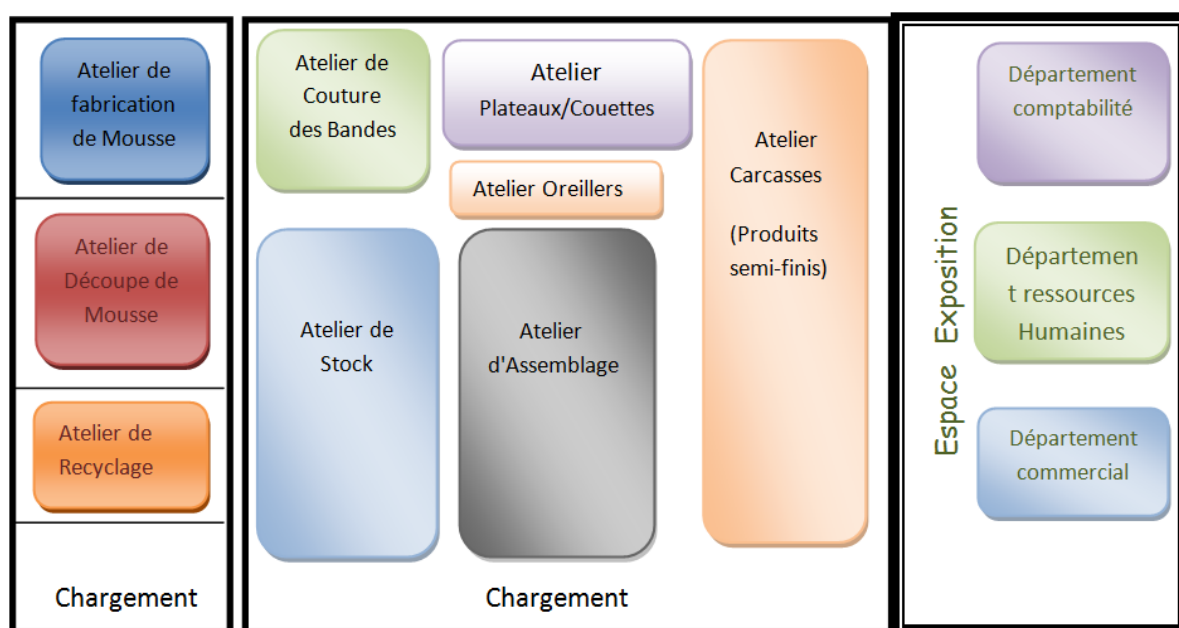 Atelier de
fabrication
de Mousse
Atelier de
Découpe de
Mousse
Atelier de
Recyclage
Chargement
Atelier de
Couture
des Bandes
Atelier
Plateaux/Couettes
Atelier Oreillers
Atelier de
Stock
Atelier
d'Assemblage
Atelier
Carcasses
(Produits
semi-finis)
Chargement
Espace Exposition
Département
comptabilité
Départemen
t ressources
Humaines
Département
commercial